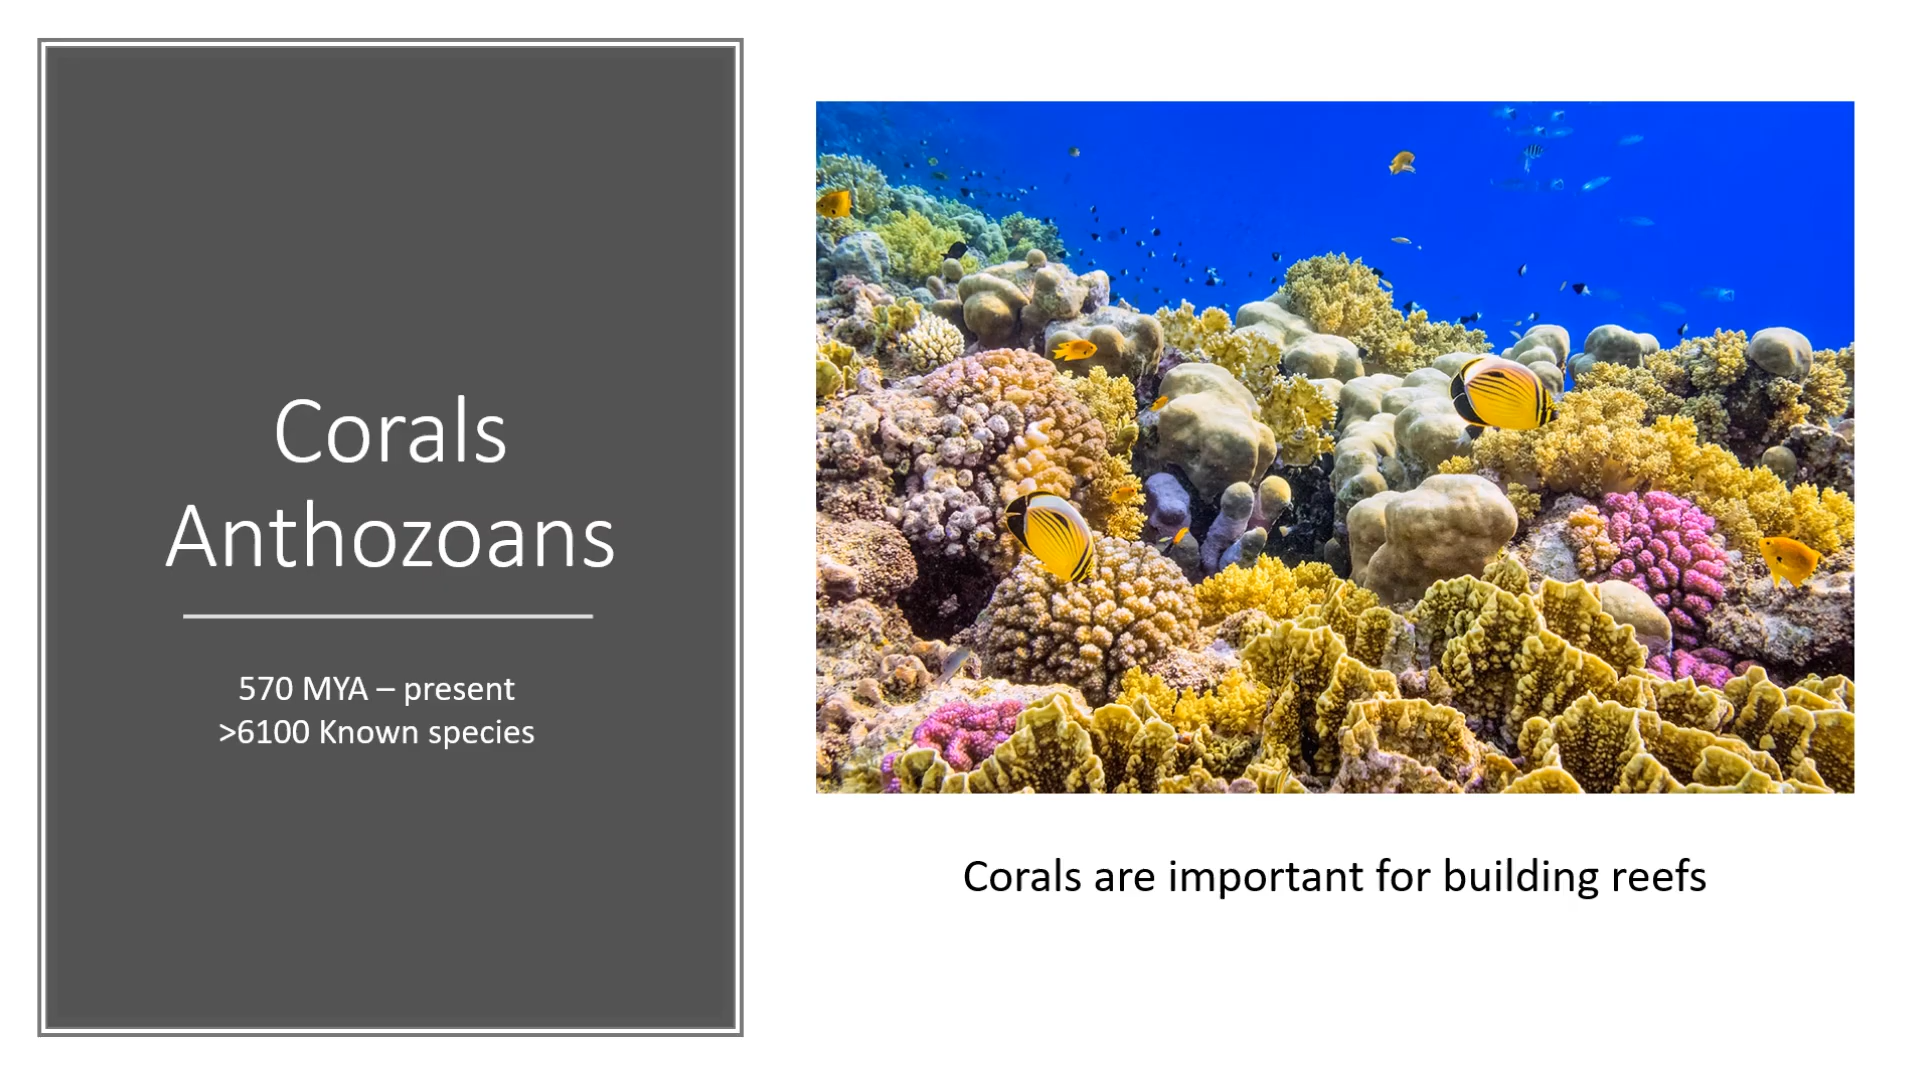 Corals
Anthozoans
570 MYA – present
>6100 Known species
Corals are important for building reefs